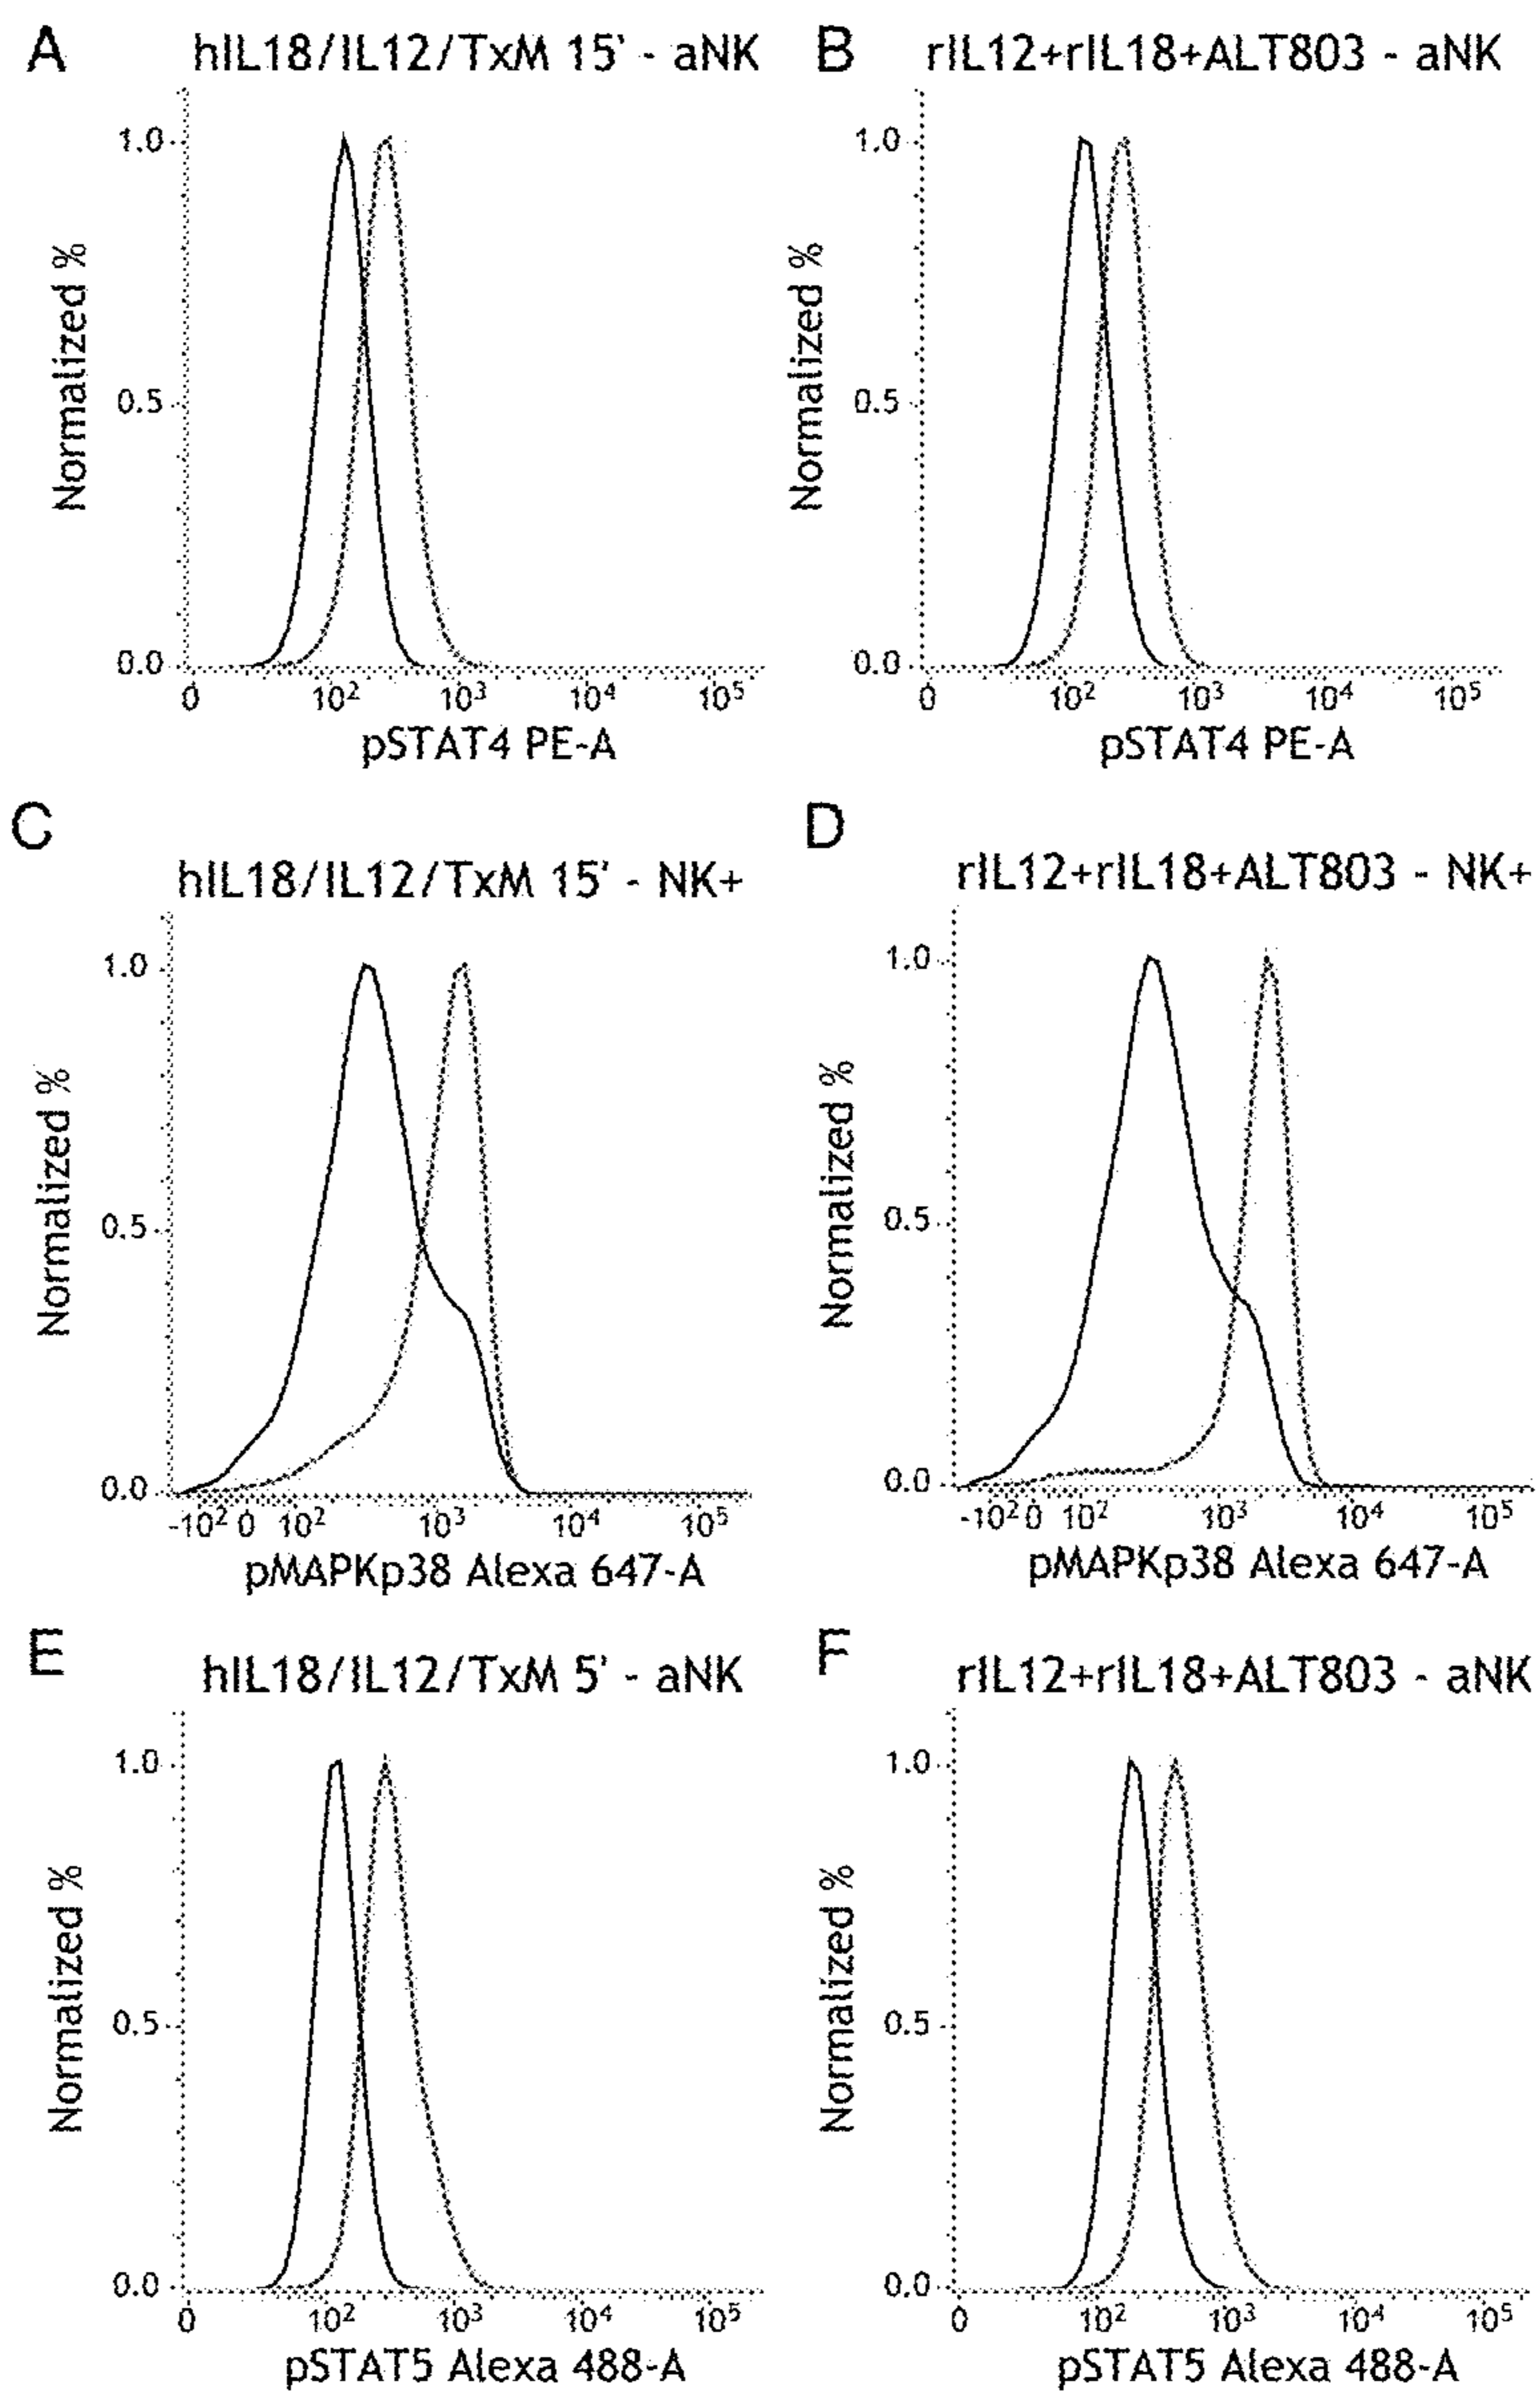 A hIL18/IL12/TxM 15' - aNK
Normalized %
1.0
0.5
0.0
0 10² 10³ 10⁴ 10⁵
pSTAT4 PE-A
B rIL12+rIL18+ALT803 - aNK
Normalized %
1.0
0.5
0.0
0 10² 10³ 10⁴ 10⁵
pSTAT4 PE-A
C
hIL18/IL12/TxM 15' - NK+
Normalized %
1.0
0.5
0.0
-10² 0 10² 10³ 10⁴ 10⁵
pMAPKp38 Alexa 647-A
D
rIL12+rIL18+ALT803 - NK+
Normalized %
1.0
0.5
0.0
-10² 0 10² 10³ 10⁴ 10⁵
pMAPKp38 Alexa 647-A
E
hIL18/IL12/TxM 5' - aNK
Normalized %
1.0
0.5
0.0
0 10² 10³ 10⁴ 10⁵
pSTAT5 Alexa 488-A
F
rIL12+rIL18+ALT803 - aNK
Normalized %
1.0
0.5
0.0
0 10² 10³ 10⁴ 10⁵
pSTAT5 Alexa 488-A